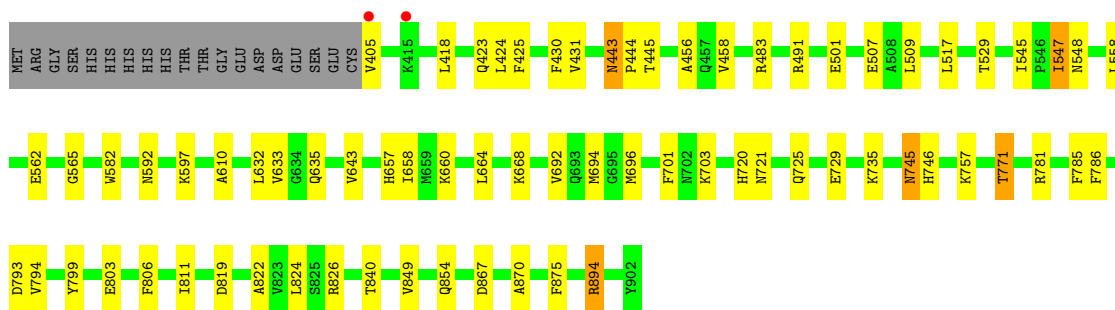 MET ARG GLY SER HIS HIS HIS HIS HIS HIS THR THR GLY GLU ASP ASP GLU SER GLU CYS V405 K415 L418 Q423 L424 F425 F430 V431 N443 P444 T445 A456 Q457 V458 R483 R491 E501 E507 A508 L509 L517 T529 I545 P546 I547 N548 L558
E562 G565 W582 N592 K597 A610 L632 V633 G634 Q635 V643 H657 I658 M659 K660 L664 K668 V692 Q693 M694 G695 M696 F701 N702 K703 H720 N721 Q725 E729 K735 N745 H746 K757 T771 R781 F785 F786
D793 V794 Y799 E803 F806 I811 D819 A822 V823 L824 S825 R826 T840 V849 Q854 D867 A870 F875 R894 Y902